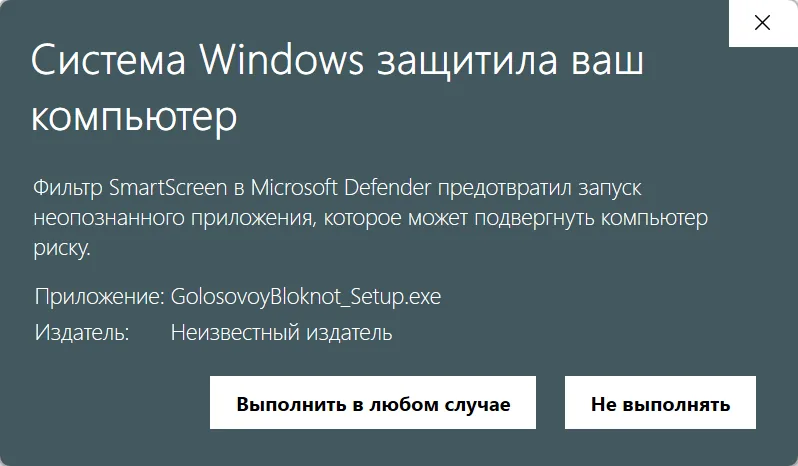 Система Windows защитила ваш
компьютер
Фильтр SmartScreen в Microsoft Defender предотвратил запуск
неопознанного приложения, которое может подвергнуть компьютер
риску.
Приложение: GolosovoyBloknot_Setup.exe
Издатель: Неизвестный издатель
Выполнить в любом случае Не выполнять